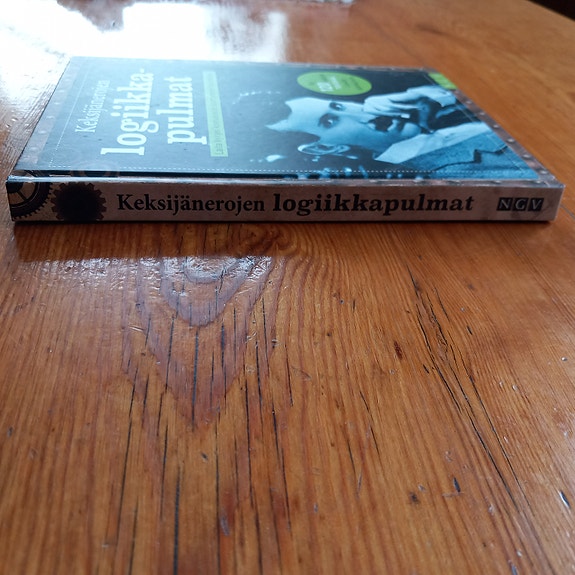 Keksijänerojen
logiikka-
pulmat
Keksijänerojen logiikkapulmat
NGV